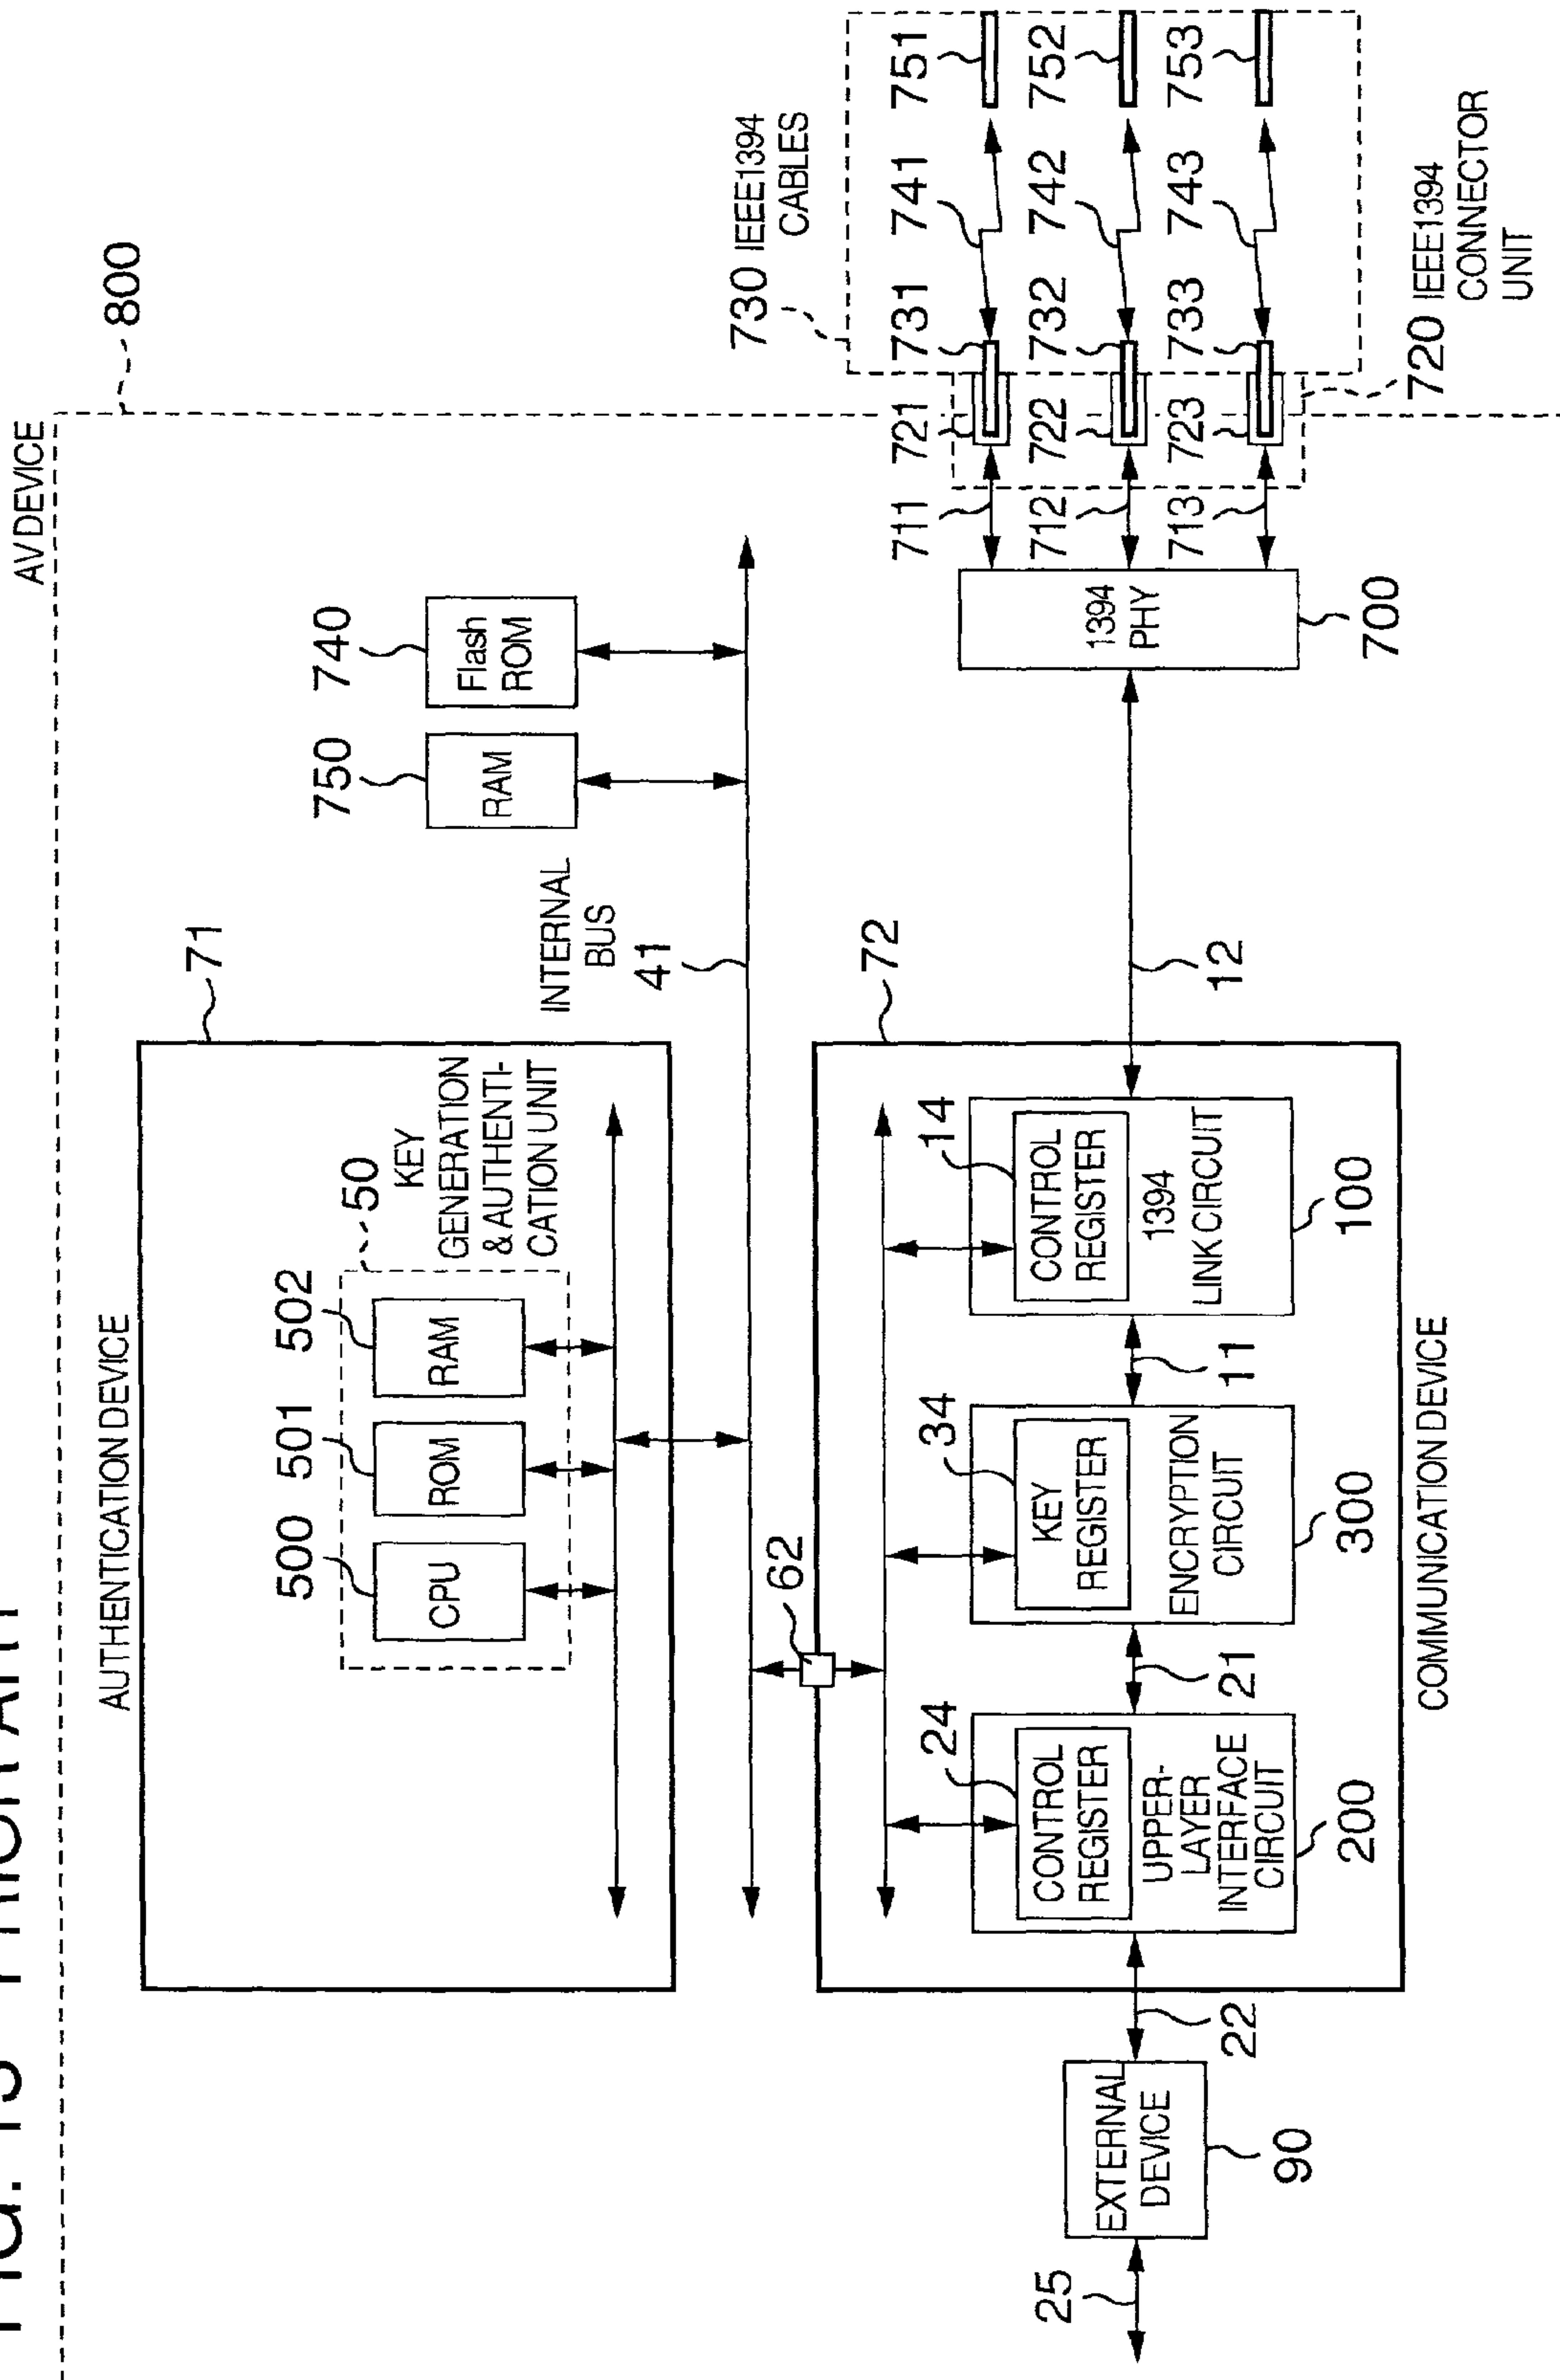 FIG. 13 PRIOR ART
AV DEVICE
800
AUTHENTICATION DEVICE
71
50
KEY
GENERATION
& AUTHENTI-
CATION UNIT
500
501
502
CPU
ROM
RAM
INTERNAL
BUS
41
750
740
RAM
Flash
ROM
62
72
24
CONTROL
REGISTER
UPPER-
LAYER
INTERFACE
CIRCUIT
200
21
34
KEY
REGISTER
ENCRYPTION
CIRCUIT
300
11
14
CONTROL
REGISTER
1394
LINK CIRCUIT
100
COMMUNICATION DEVICE
25
EXTERNAL
DEVICE
90
22
12
1394
PHY
700
730 IEEE1394
CABLES
711
721
731
741
751
712
722
732
742
752
713
723
733
743
753
720 IEEE1394
CONNECTOR
UNIT